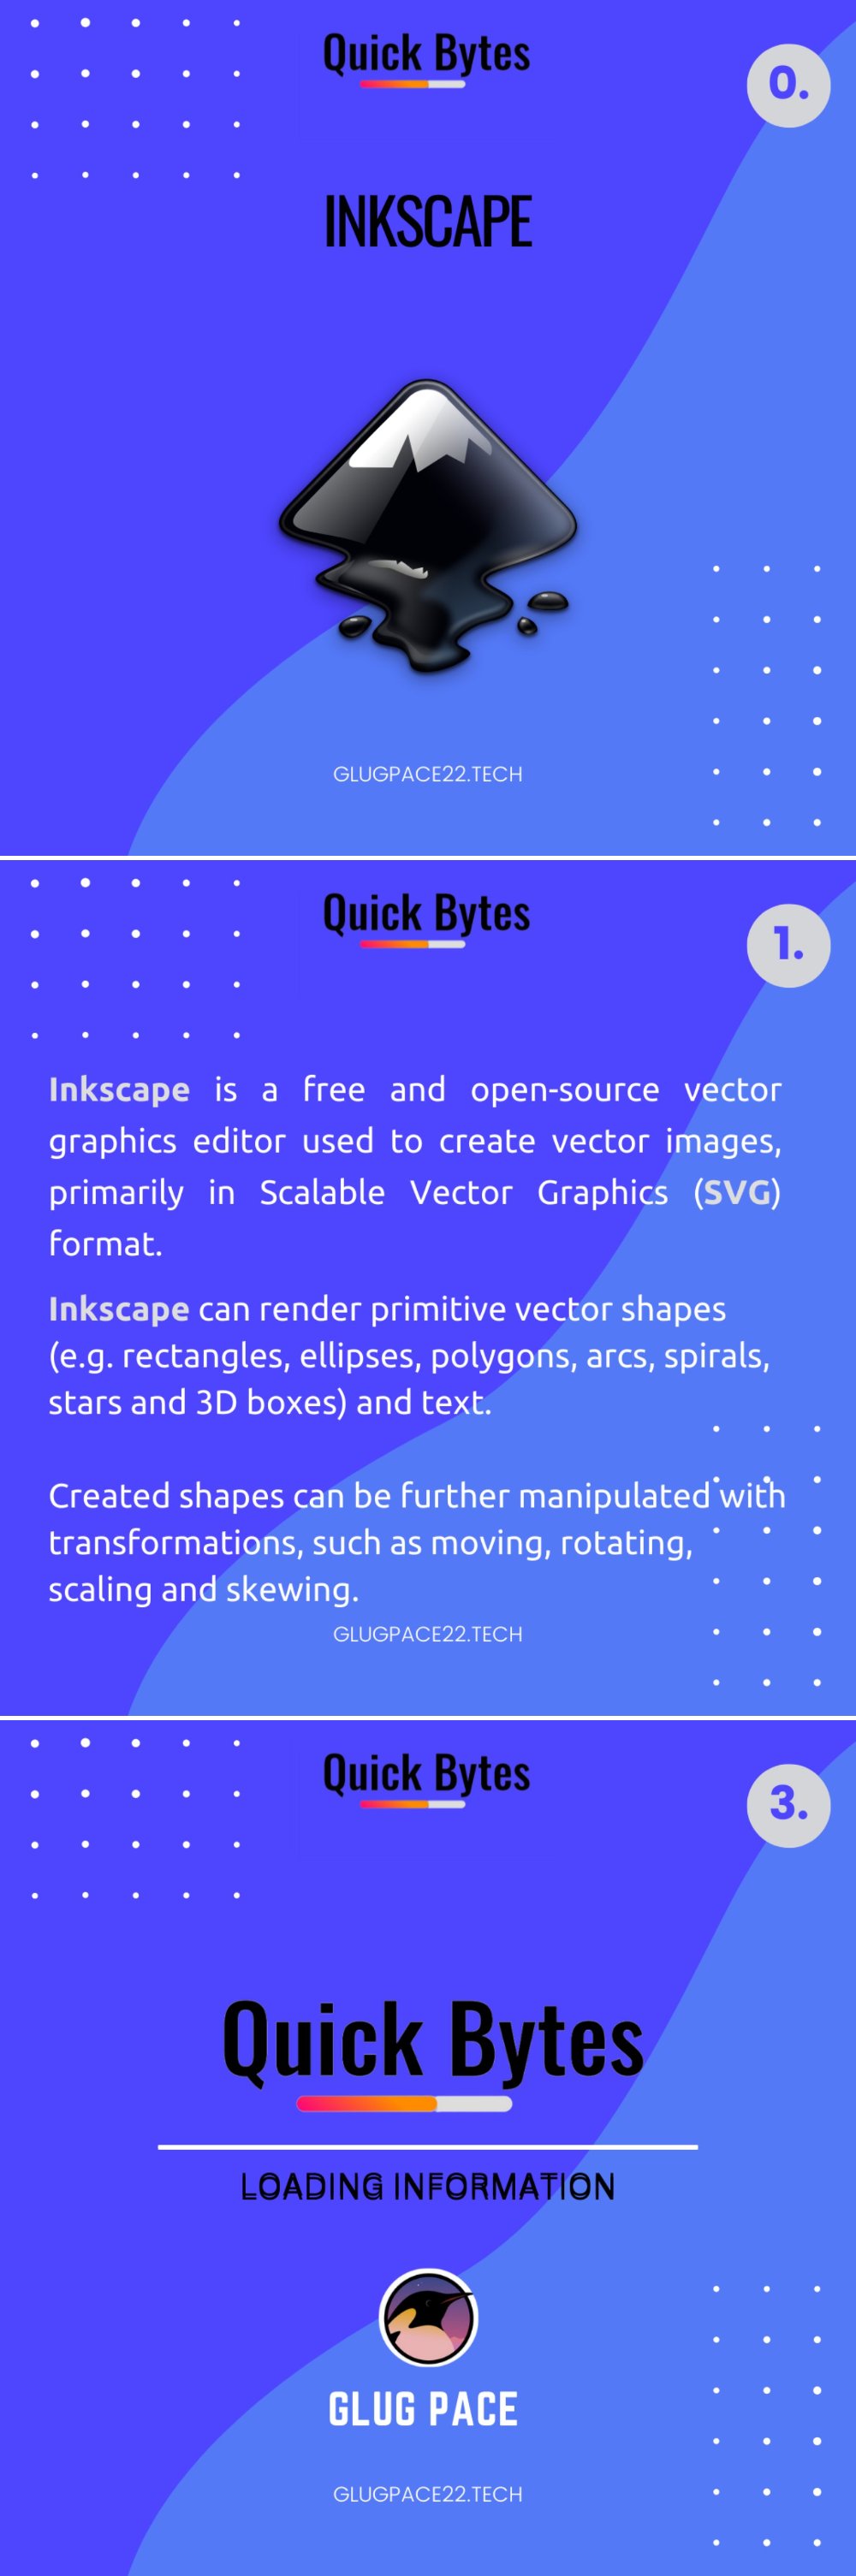 Quick Bytes
0.
INKSCAPE
GLUGPACE22.TECH
Quick Bytes
1.
Inkscape is a free and open-source vector
graphics editor used to create vector images,
primarily in Scalable Vector Graphics (SVG)
format.
Inkscape can render primitive vector shapes
(e.g. rectangles, ellipses, polygons, arcs, spirals,
stars and 3D boxes) and text.
Created shapes can be further manipulated with
transformations, such as moving, rotating,
scaling and skewing.
GLUGPACE22.TECH
Quick Bytes
3.
Quick Bytes
LOADING INFORMATION
GLUG PACE
GLUGPACE22.TECH